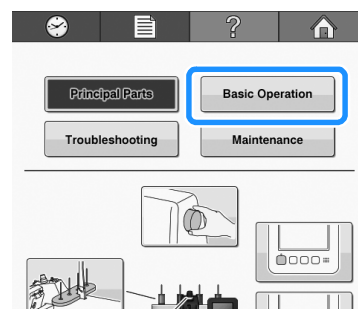 ?
Principal Parts
Basic Operation
Troubleshooting
Maintenance